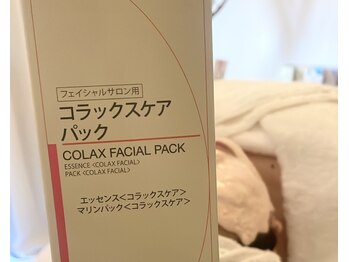 フェイシャルサロン用
コラックスケア
パック
COLAX FACIAL PACK
ESSENCE <COLAX FACIAL>
PACK <COLAX FACIAL>
エッセンス<コラックスケア>
マリンパック<コラックスケア>